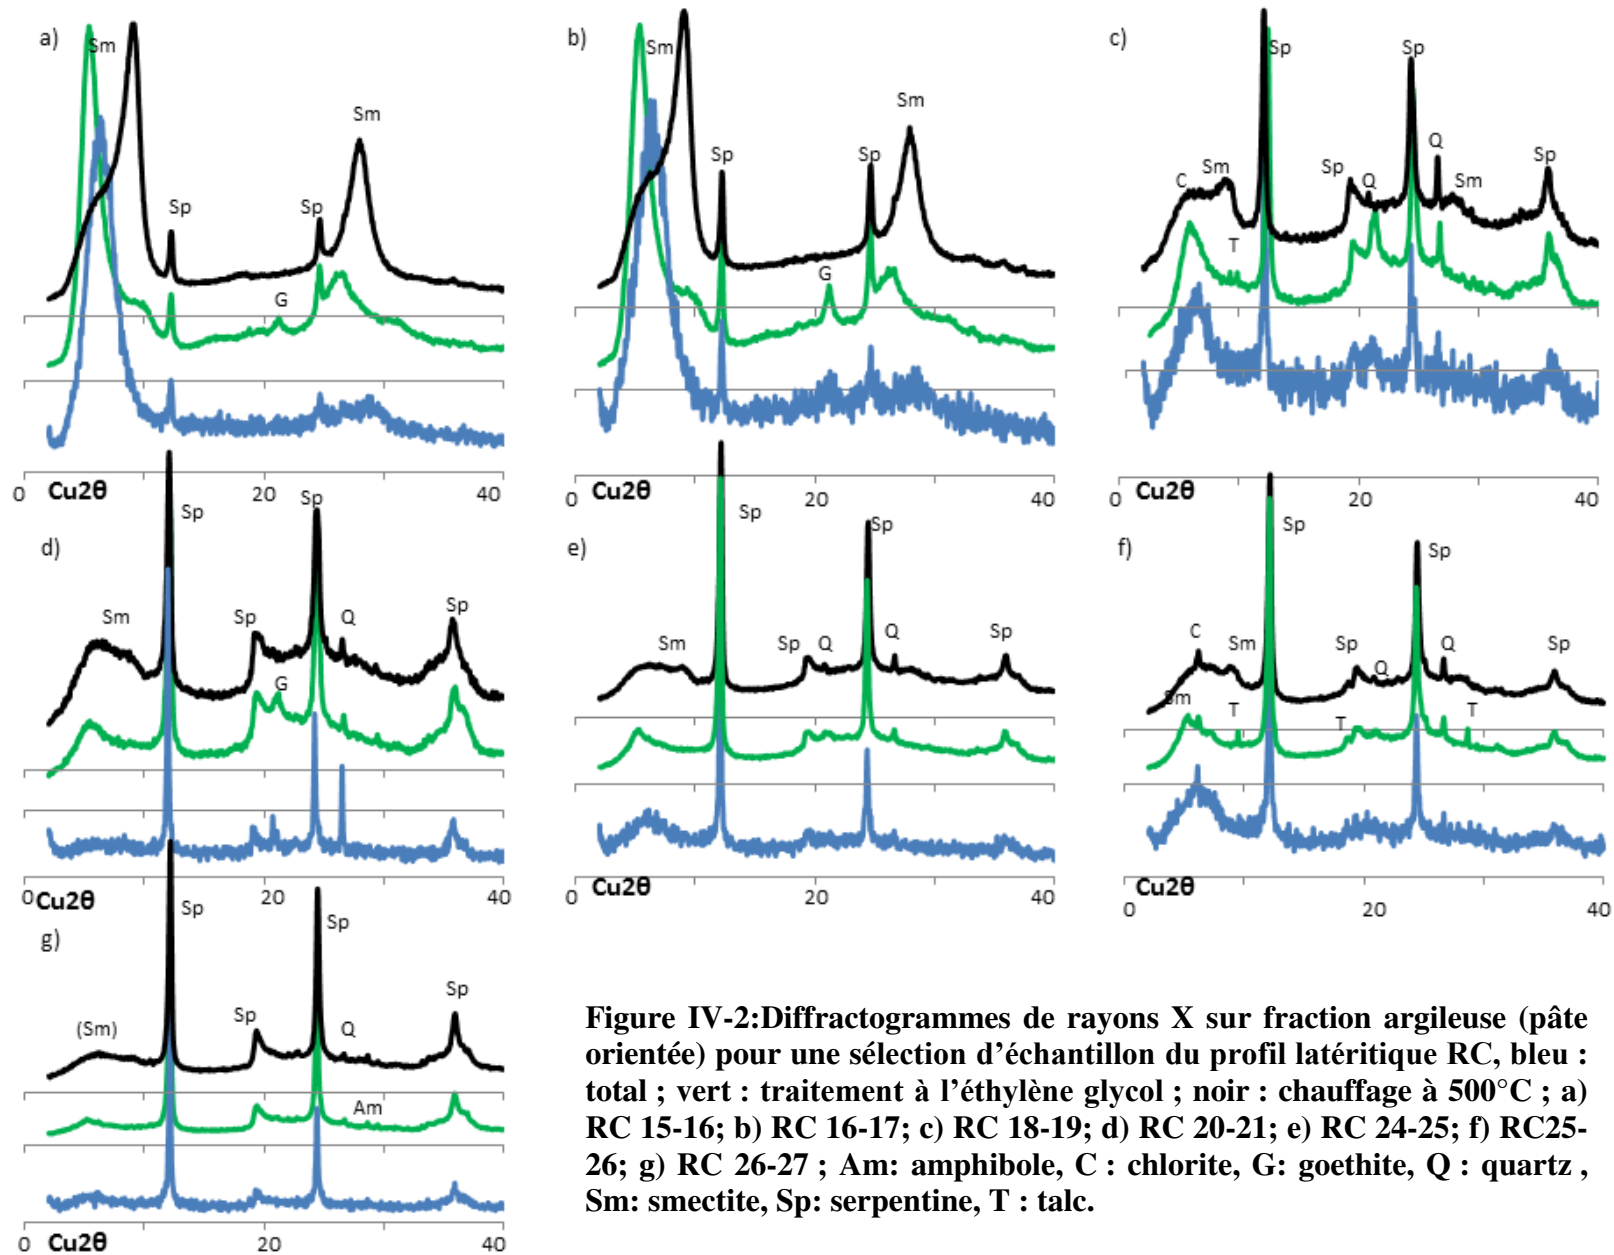 a)
Sm
Sm
Sp
Sp
G
0 Cu2θ 20 40
b)
Sm
Sm
Sp
Sp
G
0 Cu2θ 20 40
c)
Sp
Sp
C
Sm
T
Sp
Q
Q
Sm
Sp
0 Cu2θ 20 40
d)
Sp
Sp
Sm
Sp
Q
G
Sp
0 Cu2θ 20 40
e)
Sp
Sp
Sm
Sp
Q
Q
Sp
0 Cu2θ 20 40
f)
Sp
Sp
C
Sm
Sp
Q
Q
Sp
Sm
T
T
T
0 Cu2θ 20 40
g)
Sp
Sp
(Sm)
Sp
Q
Sp
Am
0 Cu2θ 20 40
Figure IV-2:Diffractogrammes de rayons X sur fraction argileuse (pâte
orientée) pour une sélection d’échantillon du profil latéritique RC, bleu :
total ; vert : traitement à l’éthylène glycol ; noir : chauffage à 500°C ; a)
RC 15-16; b) RC 16-17; c) RC 18-19; d) RC 20-21; e) RC 24-25; f) RC25-
26; g) RC 26-27 ; Am: amphibole, C : chlorite, G: goethite, Q : quartz ,
Sm: smectite, Sp: serpentine, T : talc.